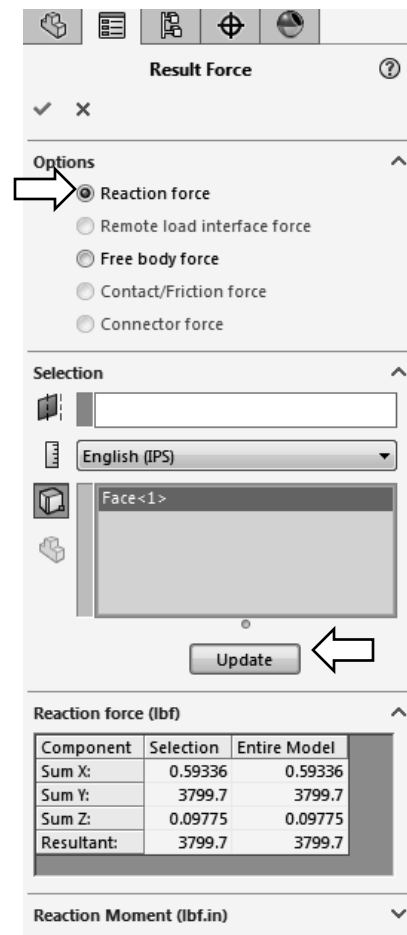 Result Force
?
Options
Reaction force
Remote load interface force
Free body force
Contact/Friction force
Connector force
Selection
English (IPS)
Face<1>
Update
Reaction force (lbf)
Component Selection Entire Model
Sum X: 0.59336 0.59336
Sum Y: 3799.7 3799.7
Sum Z: 0.09775 0.09775
Resultant: 3799.7 3799.7
Reaction Moment (lbf.in)